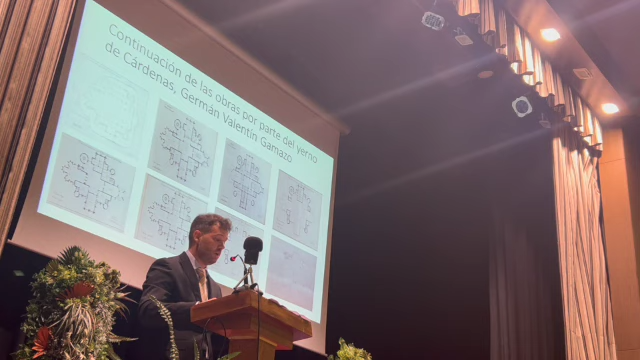 Continuación de las obras por parte del yerno
de Cárdenas, Germán Valentín Gamazo